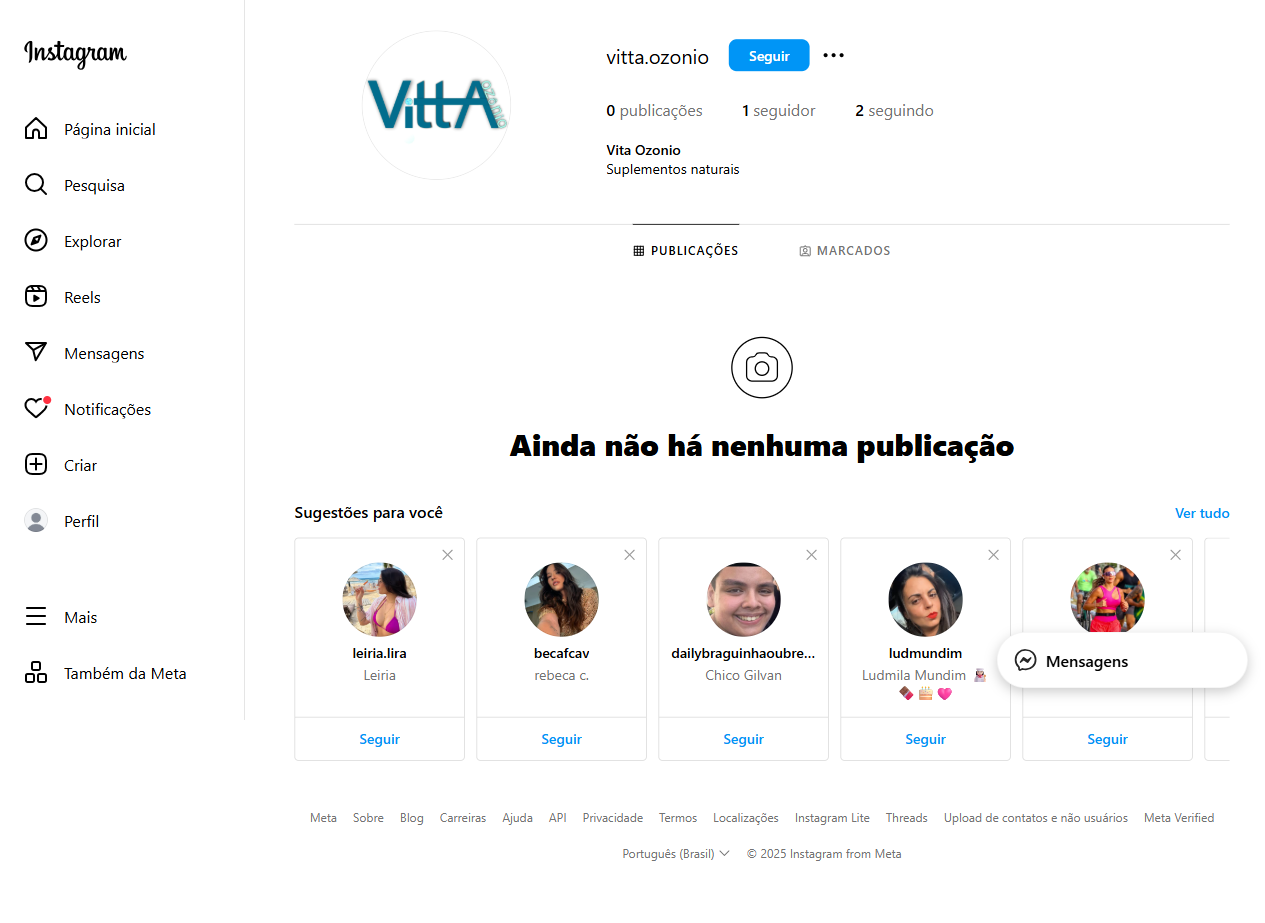 Instagram
Página inicial
Pesquisa
Explorar
Reels
Mensagens
Notificações
Criar
Perfil
Mais
Também da Meta
VittA
OZONIO
vitta.ozonio
Seguir
0 publicações 1 seguidor 2 seguindo
Vita Ozonio
Suplementos naturais
PUBLICAÇÕES MARCADOS
Ainda não há nenhuma publicação
Sugestões para você Ver tudo
leiria.lira
Leiria
Seguir
becafcav
rebeca c.
Seguir
dailybraguinhaoubre...
Chico Gilvan
Seguir
ludmundim
Ludmila Mundim 👰🏻
🍫 🎂 💗
Seguir
Seguir
Mensagens
Meta Sobre Blog Carreiras Ajuda API Privacidade Termos Localizações Instagram Lite Threads Upload de contatos e não usuários Meta Verified
Português (Brasil) © 2025 Instagram from Meta